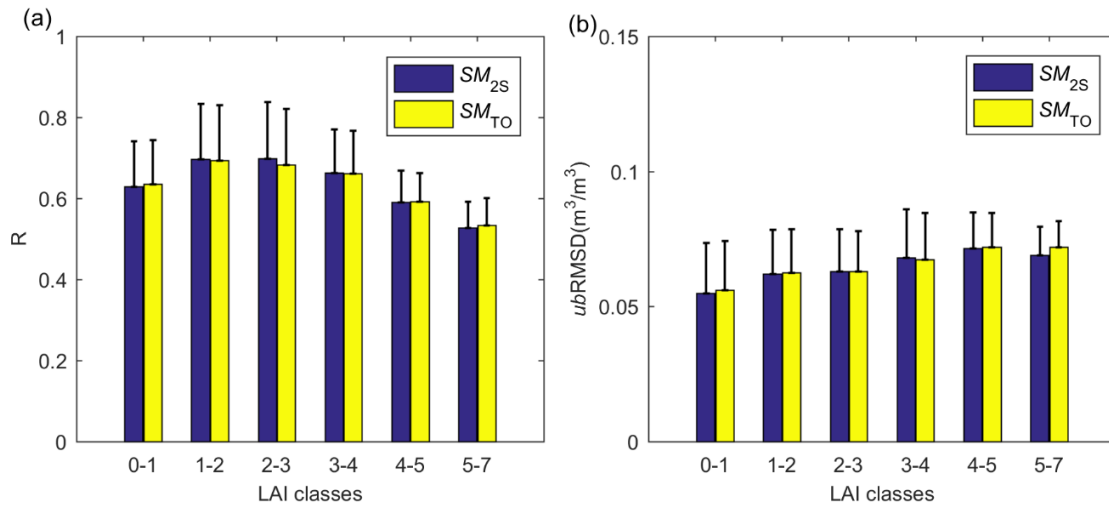 (a)
1
0.8
0.6
0.4
0.2
0
R
SM2S
SMTO
0-1 1-2 2-3 3-4 4-5 5-7
LAI classes
(b)
0.15
0.1
0.05
0
ubRMSD(m³/m³)
SM2S
SMTO
0-1 1-2 2-3 3-4 4-5 5-7
LAI classes